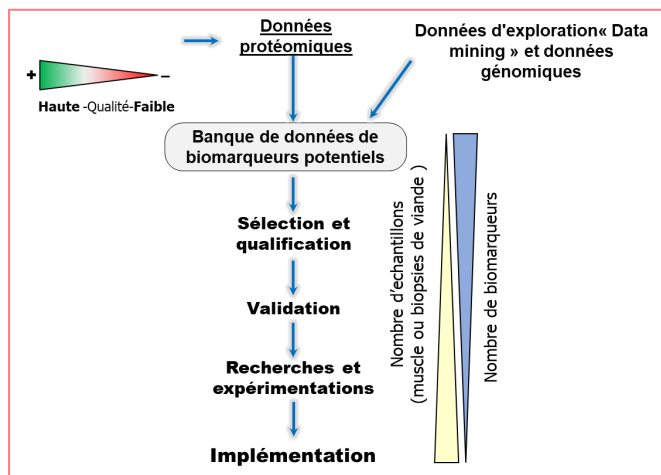 Données
protéomiques
Données d'exploration« Data
mining » et données
génomiques
+
–
Haute -Qualité-Faible
Banque de données de
biomarqueurs potentiels
Sélection et
qualification
Validation
Recherches et
expérimentations
Implémentation
Nombre d'echantillons
(muscle ou biopsies de viande )
Nombre de biomarqueurs